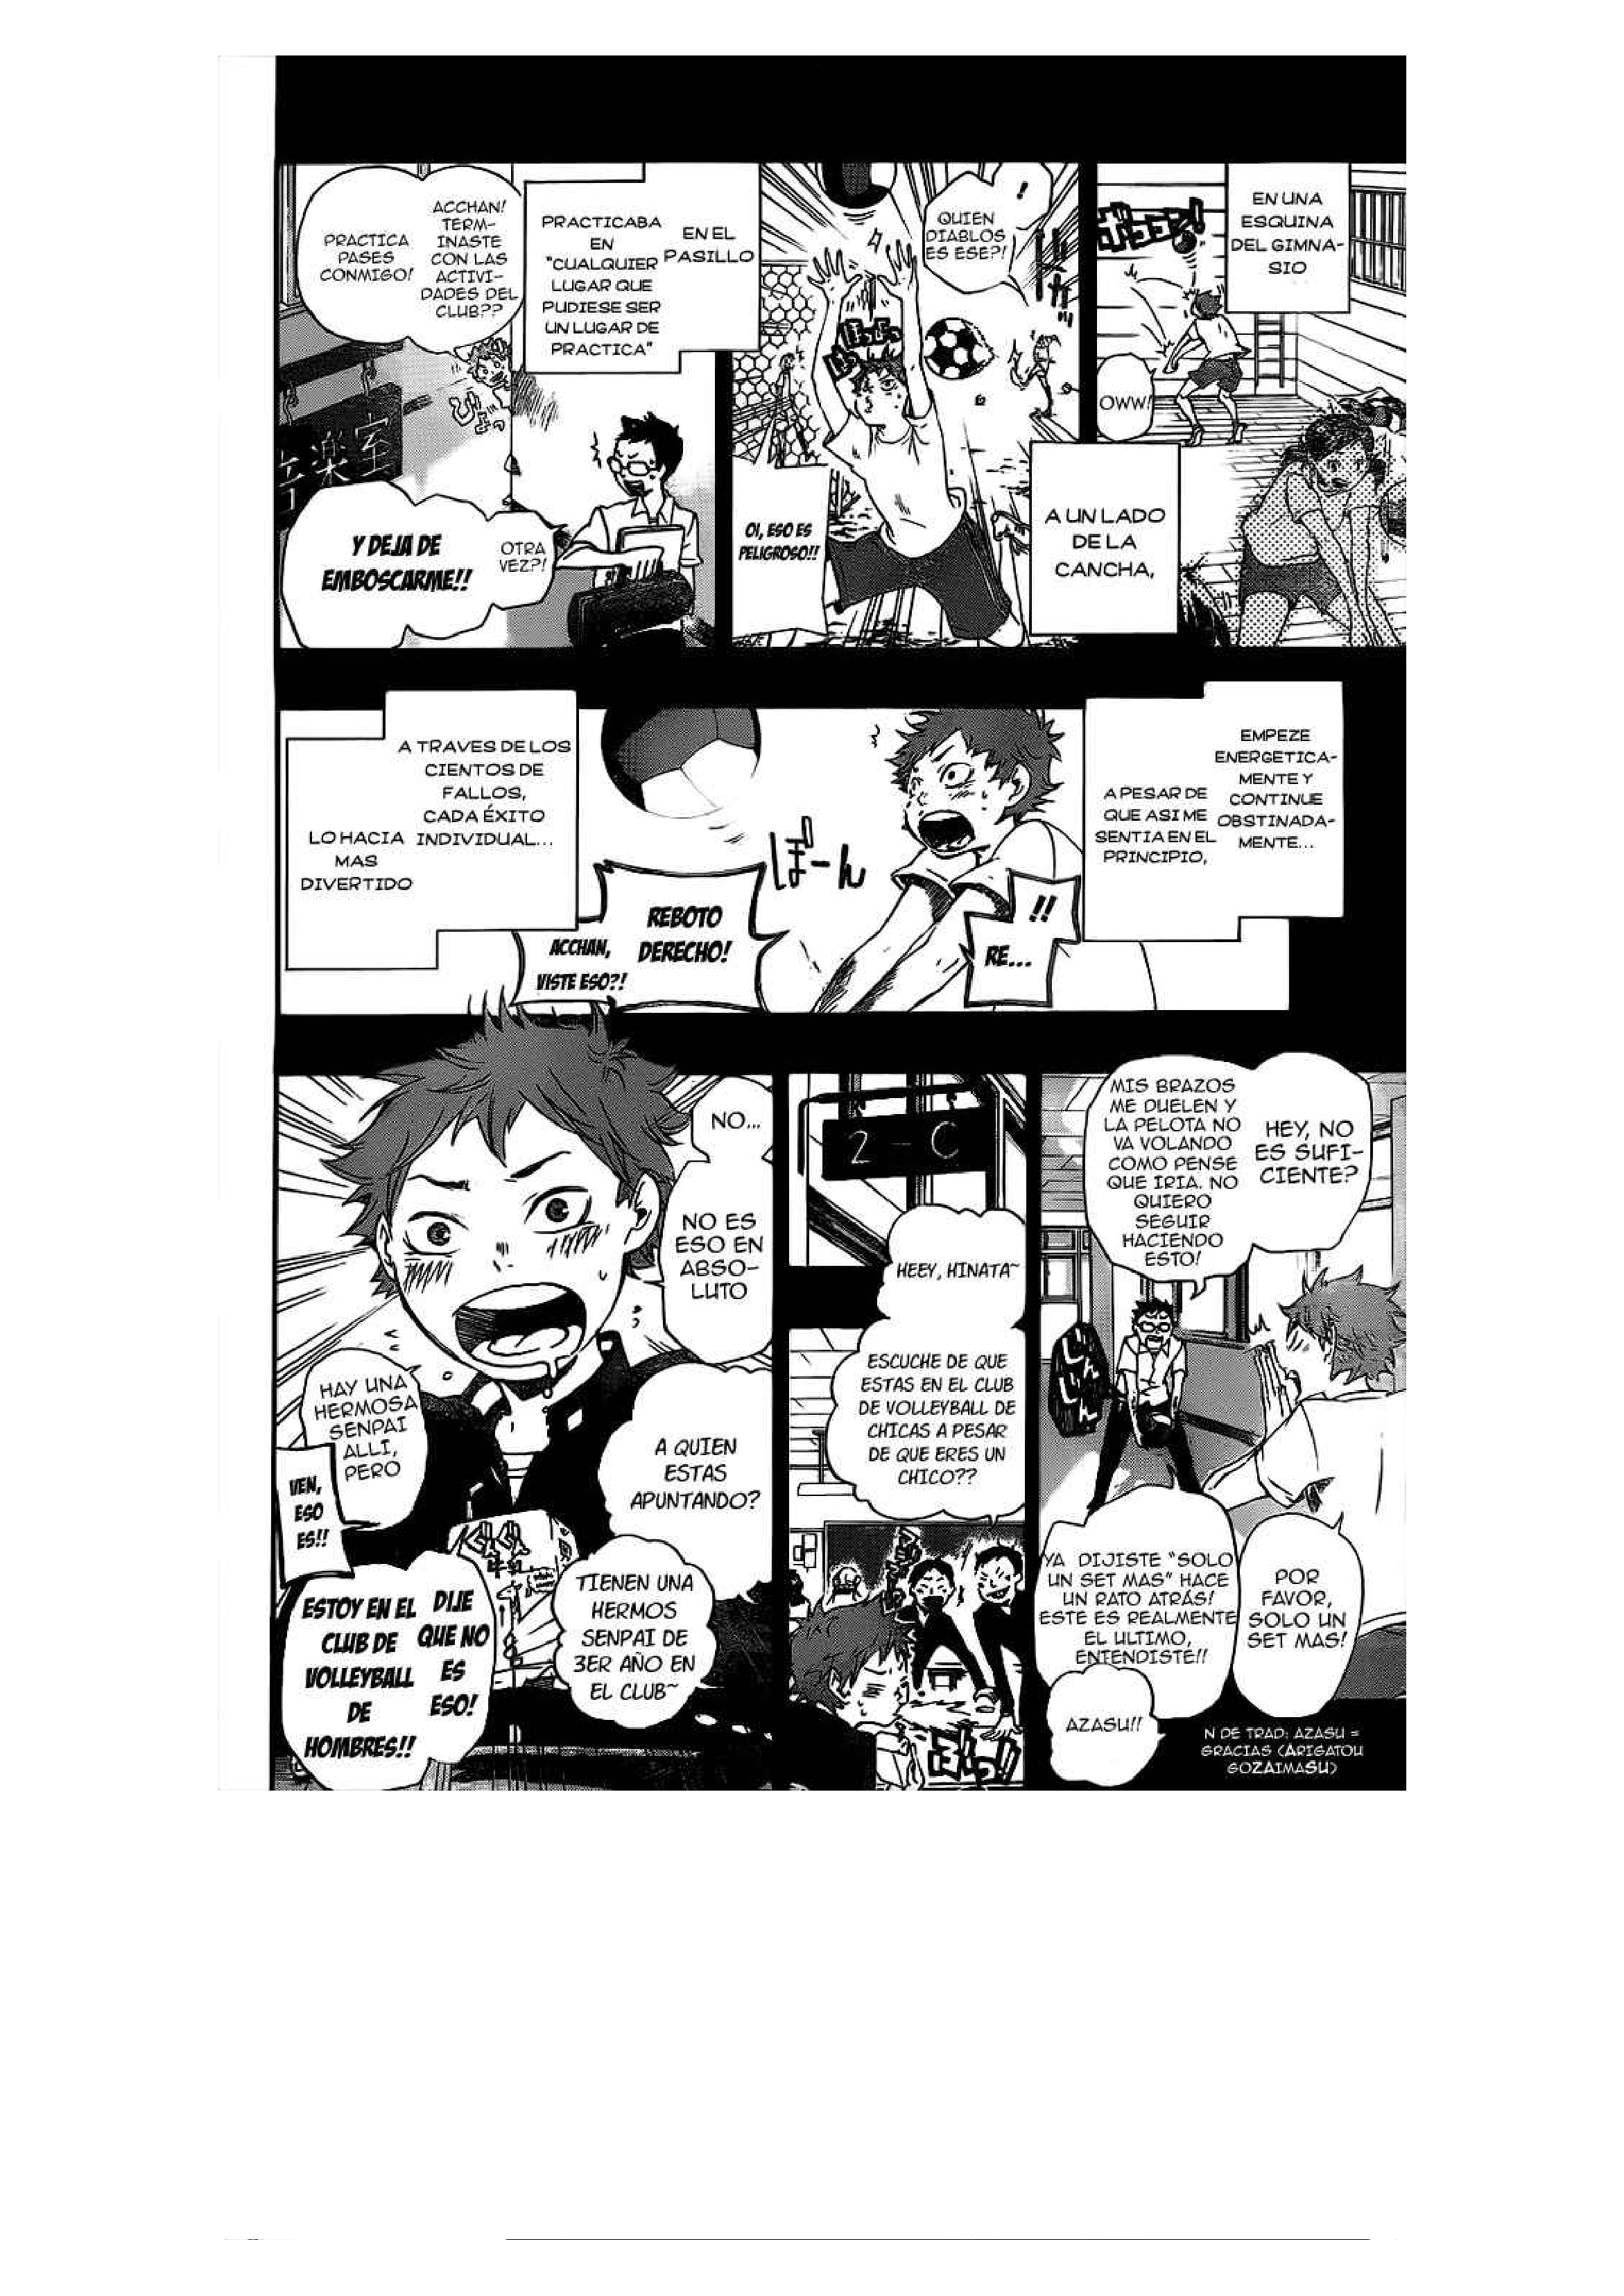 EN UNA
ESQUINA
DEL GIMNA-
SIO
OWW!
A UN LADO
DE LA
CANCHA,
!
QUIEN
DIABLOS
ES ESE?!
OI, ESO ES
PELIGROSO!!
EN EL
PASILLO
PRACTICABA
EN
"CUALQUIER
LUGAR QUE
PUDIESE SER
UN LUGAR DE
PRACTICA"
ACCHAN!
TERM-
INASTE
CON LAS
ACTIVI-
DADES DEL
CLUB??
PRACTICA
PASES
CONMIGO!
音楽室
OTRA
VEZ?!
Y DEJA DE
EMBOSCARME!!
EMPEZE
ENERGETICA-
MENTE Y
CONTINUE
OBSTINADA-
MENTE...
A PESAR DE
QUE ASI ME
SENTIA EN EL
PRINCIPIO,
!!
RE...
ぼーん
REBOTO
DERECHO!
ACCHAN,
VISTE ESO?!
A TRAVES DE LOS
CIENTOS DE
FALLOS,
CADA ÉXITO
INDIVIDUAL...
LO HACIA
MAS
DIVERTIDO
HEY, NO
ES SUFI-
CIENTE?
MIS BRAZOS
ME DUELEN Y
LA PELOTA NO
VA VOLANDO
COMO PENSE
QUE IRIA. NO
QUIERO
SEGUIR
HACIENDO
ESTO!
POR
FAVOR,
SOLO UN
SET MAS!
YA DIJISTE "SOLO
UN SET MAS" HACE
UN RATO ATRÁS!
ESTE ES REALMENTE
EL ULTIMO,
ENTENDISTE!!
AZASU!!
N DE TRAD: AZASU =
GRACIAS (ARIGATOU
GOZAIMASU)
2-C
HEEY, HINATA~
ESCUCHE DE QUE
ESTAS EN EL CLUB
DE VOLLEYBALL DE
CHICAS A PESAR
DE QUE ERES UN
CHICO??
NO...
NO ES
ESO EN
ABSO-
LUTO
A QUIEN
ESTAS
APUNTANDO?
TIENEN UNA
HERMOS
SENPAI DE
3ER AÑO EN
EL CLUB~
HAY UNA
HERMOSA
SENPAI
ALLI,
PERO
VEN,
ESO
ES!!
DIJE
QUE NO
ES
ESO!
ESTOY EN EL
CLUB DE
VOLLEYBALL
DE
HOMBRES!!